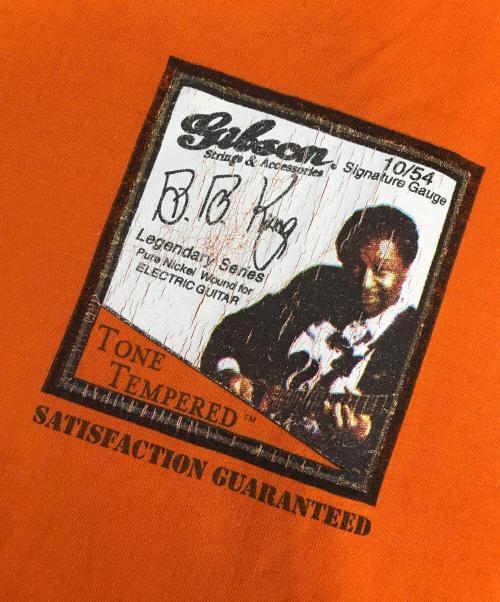 Gibson®
Strings & Accessories
10/54
Signature Gauge
B.B King
Legendary Series
Pure Nickel Wound for
ELECTRIC GUITAR
TONE
TEMPERED™
SATISFACTION GUARANTEED